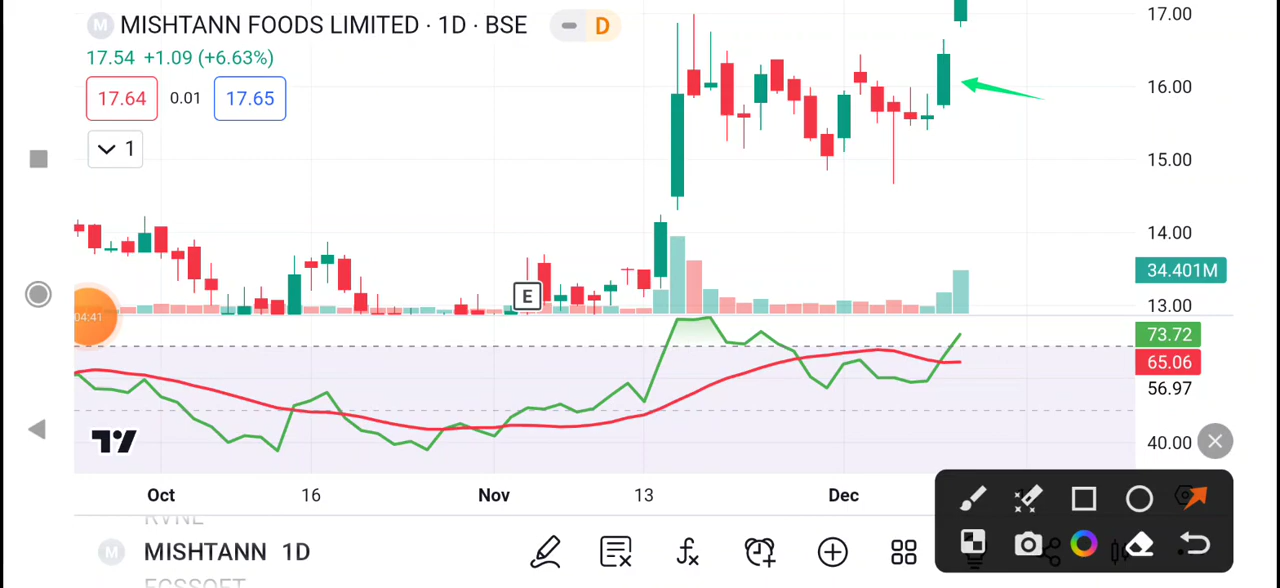 M MISHTANN FOODS LIMITED · 1D · BSE D
17.54 +1.09 (+6.63%)
17.64 0.01 17.65
1
17.00
16.00
15.00
14.00
34.401M
13.00
E
04:41
73.72
65.06
56.97
40.00
Oct 16 Nov 13 Dec
RVNL
M MISHTANN 1D
EGSSOFT